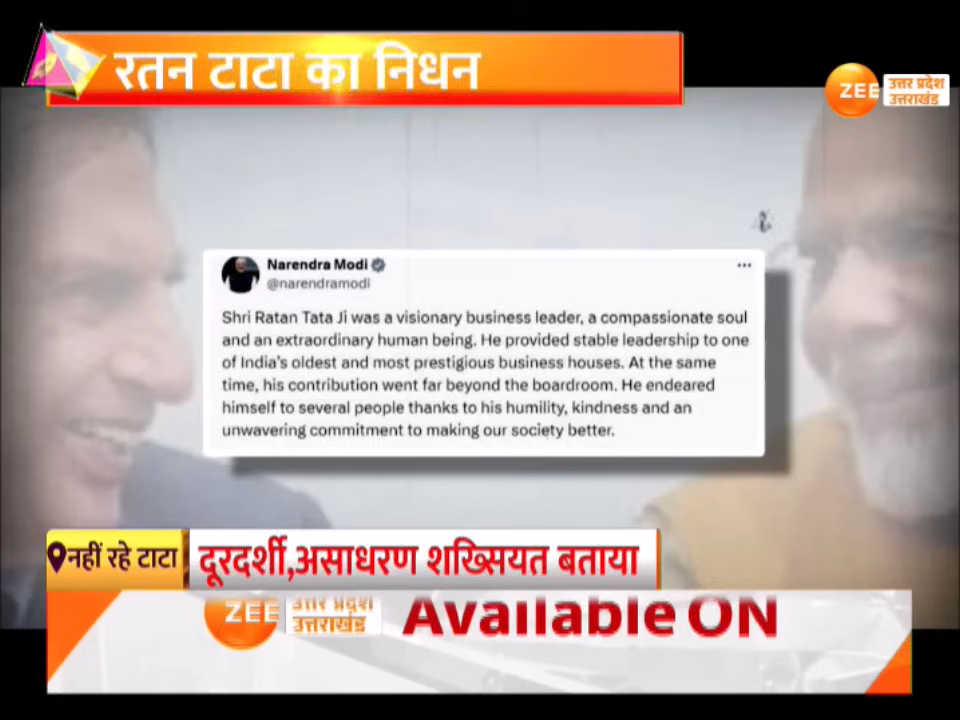 रतन टाटा का निधन
ZEE उत्तर प्रदेश
उत्तराखंड
Narendra Modi
@narendramodi
Shri Ratan Tata Ji was a visionary business leader, a compassionate soul
and an extraordinary human being. He provided stable leadership to one
of India's oldest and most prestigious business houses. At the same
time, his contribution went far beyond the boardroom. He endeared
himself to several people thanks to his humility, kindness and an
unwavering commitment to making our society better.
नहीं रहे टाटा
दूरदर्शी,असाधरण शख्सियत बताया
ZEE उत्तर प्रदेश
उत्तराखंड
Available ON